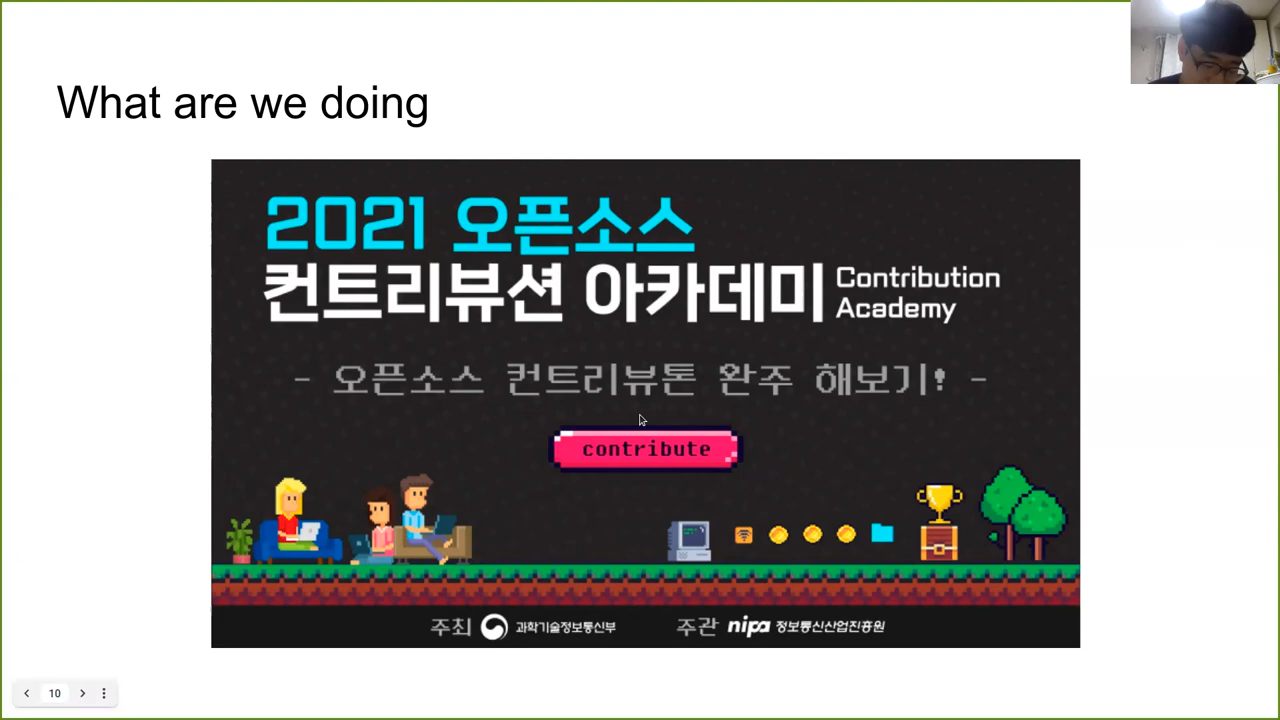 What are we doing
2021 오픈소스
컨트리뷰션 아카데미
Contribution
Academy
- 오픈소스 컨트리뷰톤 완주 해보기! -
contribute
주최 과학기술정보통신부
주관 nipa 정보통신산업진흥원
10